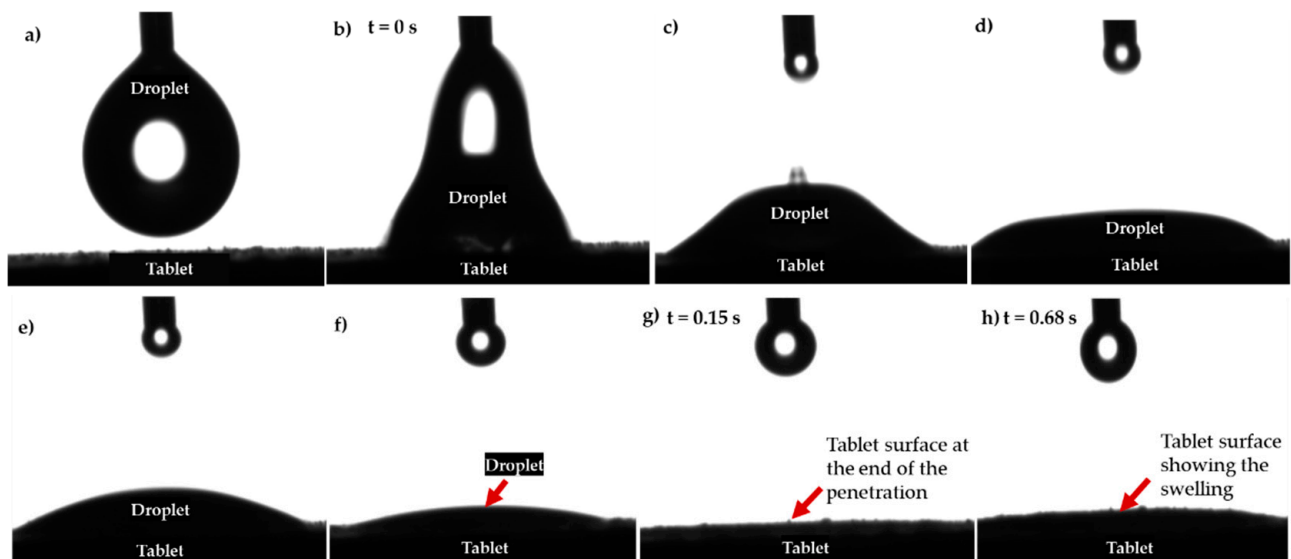 a)
Droplet
Tablet
b) t = 0 s
Droplet
Tablet
c)
Droplet
Tablet
d)
Droplet
Tablet
e)
Droplet
Tablet
f)
Droplet
Tablet
g) t = 0.15 s
Tablet surface at
the end of the
penetration
Tablet
h) t = 0.68 s
Tablet surface
showing the
swelling
Tablet